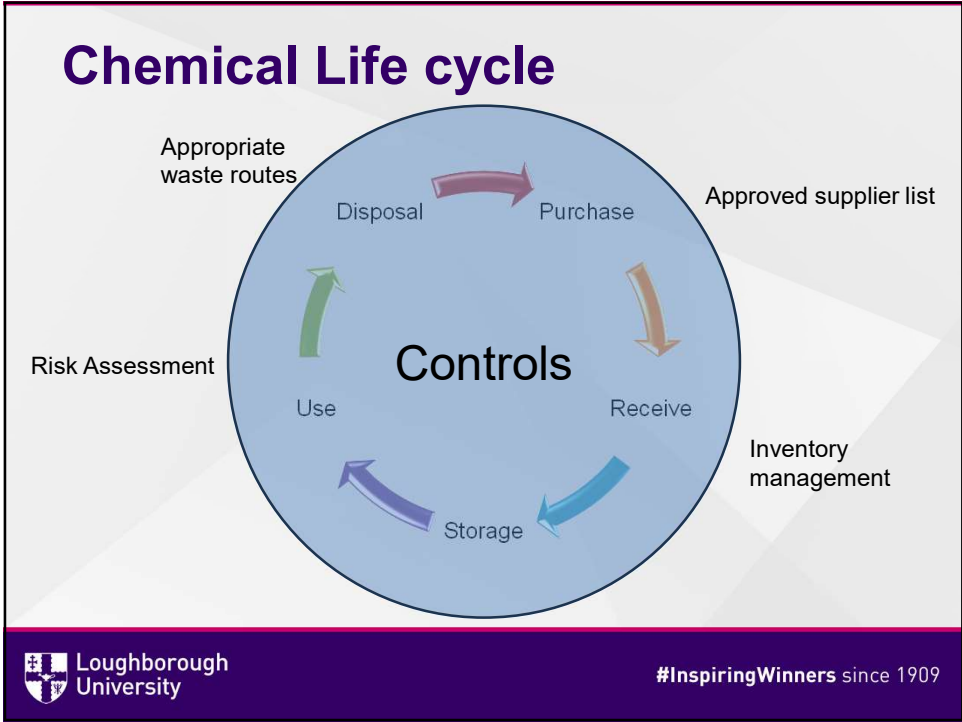 Chemical Life cycle
Appropriate
waste routes
Disposal
Purchase
Approved supplier list
Risk Assessment
Controls
Use
Receive
Inventory
management
Storage
Loughborough
University
#InspiringWinners since 1909